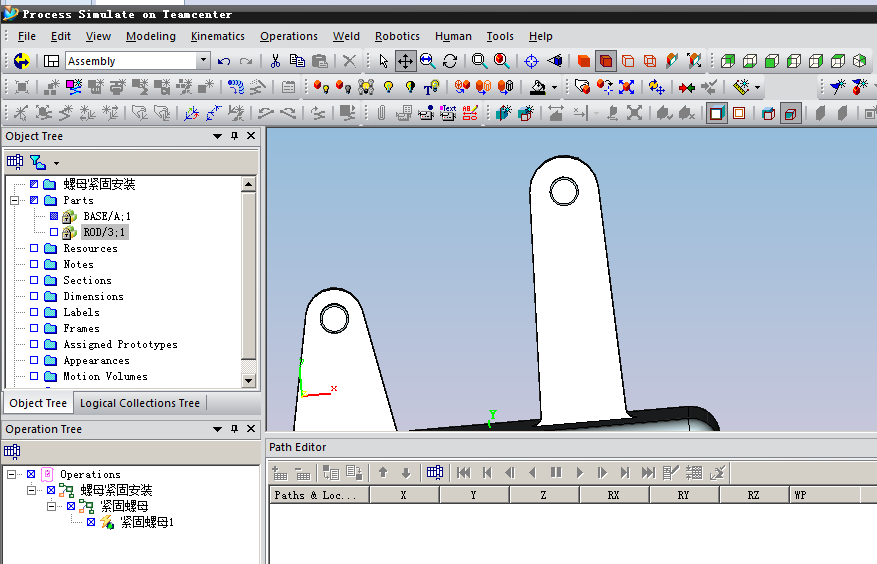 Process Simulate on Teamcenter
File Edit View Modeling Kinematics Operations Weld Robotics Human Tools Help
Assembly
Text
Object Tree
螺母紧固安装
Parts
BASE/A;1
ROD/3;1
Resources
Notes
Sections
Dimensions
Labels
Frames
Assigned Prototypes
Appearances
Motion Volumes
Object Tree Logical Collections Tree
Operation Tree
Operations
螺母紧固安装
紧固螺母
紧固螺母1
X
Y
Path Editor
Paths & Loc... X Y Z RX RY RZ WP